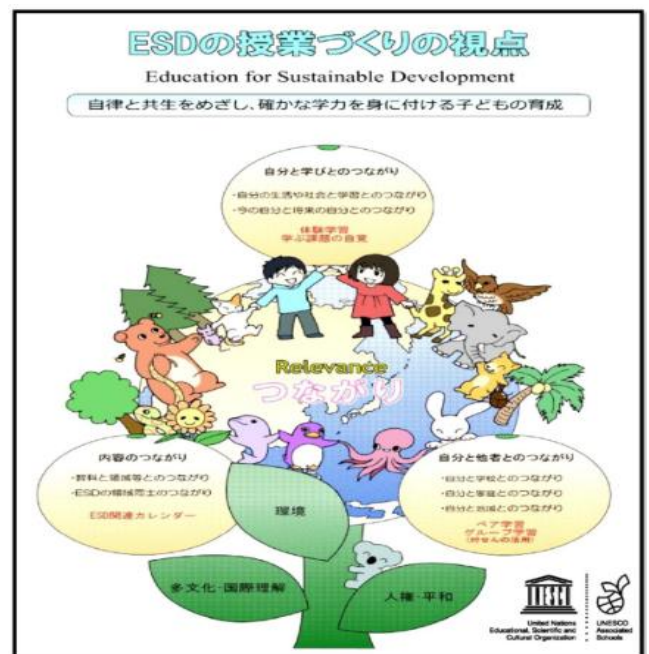 ESDの授業づくりの視点
Education for Sustainable Development
自律と共生をめざし、確かな学力を身に付ける子どもの育成
自分と学びとのつながり
・自分の生活や社会と学習とのつながり
・今の自分と将来の自分とのつながり
体験学習
学ぶ課題の自覚
Relevance
つながり
内容のつながり
・教科と領域等とのつながり
・ESDの領域同士のつながり
ESD関連カレンダー
自分と他者とのつながり
・自分と学校とのつながり
・自分と家庭とのつながり
・自分と地域とのつながり
ペア学習
グループ学習
環境
多文化・国際理解
人権・平和
United Nations
Educational, Scientific and
Cultural Organization
UNESCO
Associated
Schools